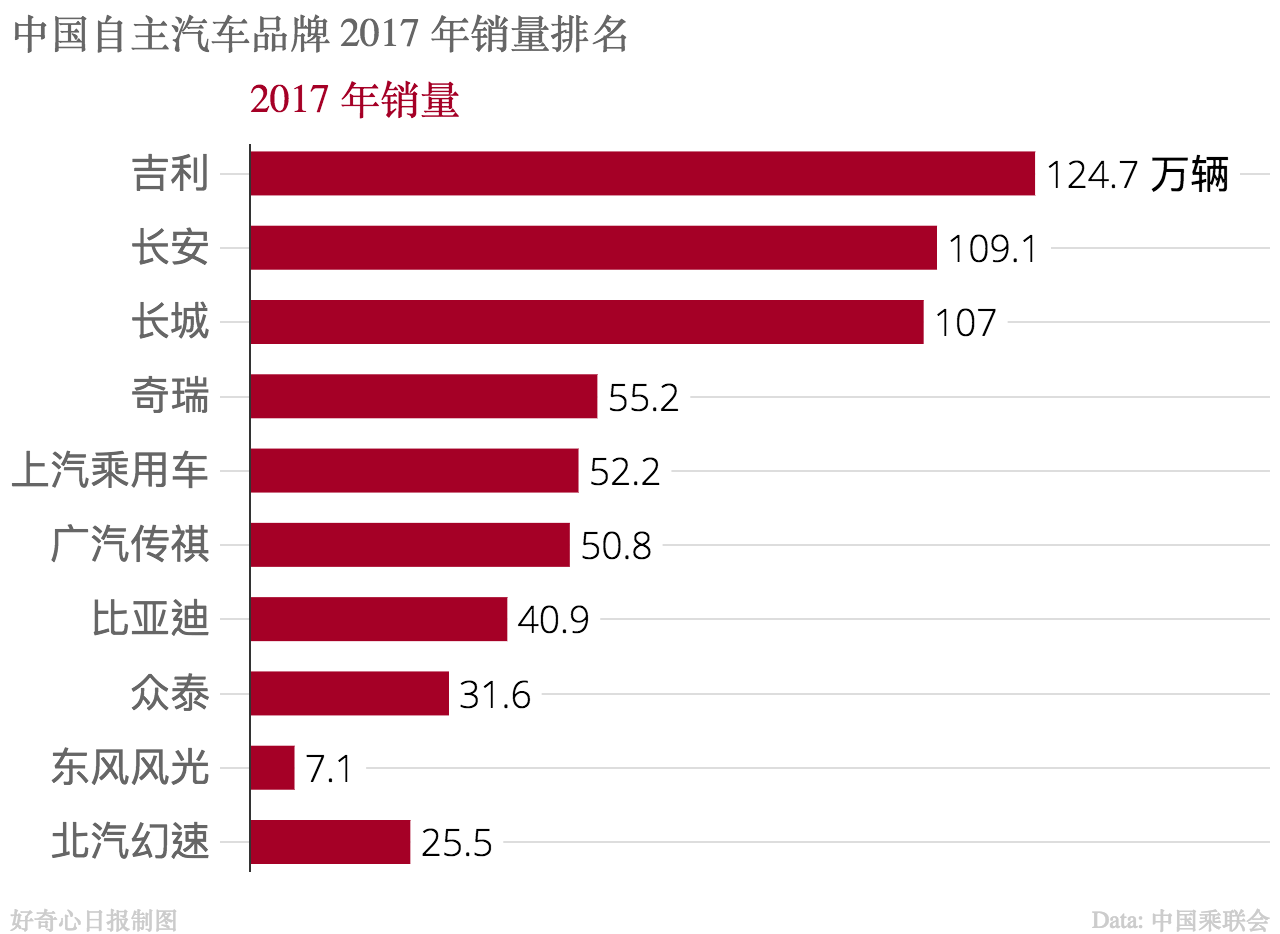 中国自主汽车品牌 2017 年销量排名
2017 年销量
吉利 124.7 万辆
长安 109.1
长城 107
奇瑞 55.2
上汽乘用车 52.2
广汽传祺 50.8
比亚迪 40.9
众泰 31.6
东风风光 7.1
北汽幻速 25.5
好奇心日报制图 Data: 中国乘联会